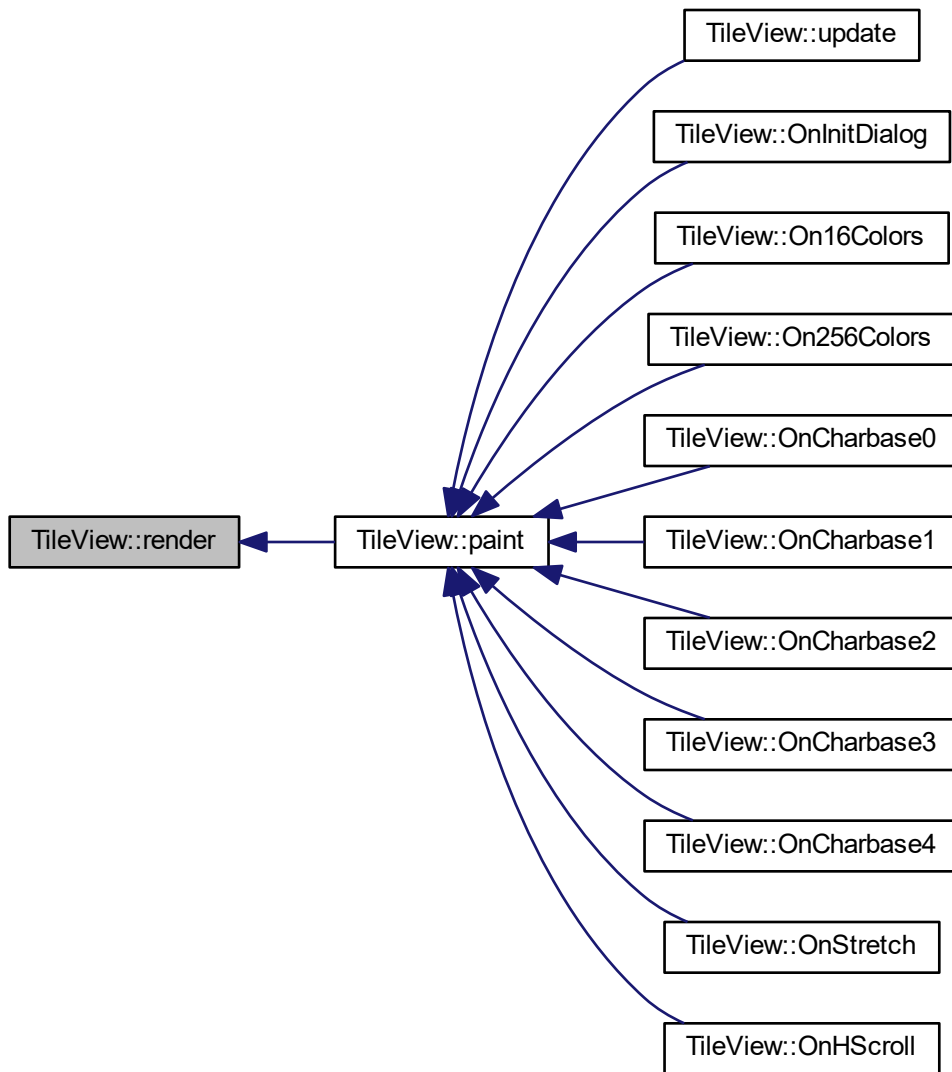 TileView::update
TileView::OnInitDialog
TileView::On16Colors
TileView::On256Colors
TileView::OnCharbase0
TileView::render
TileView::paint
TileView::OnCharbase1
TileView::OnCharbase2
TileView::OnCharbase3
TileView::OnCharbase4
TileView::OnStretch
TileView::OnHScroll